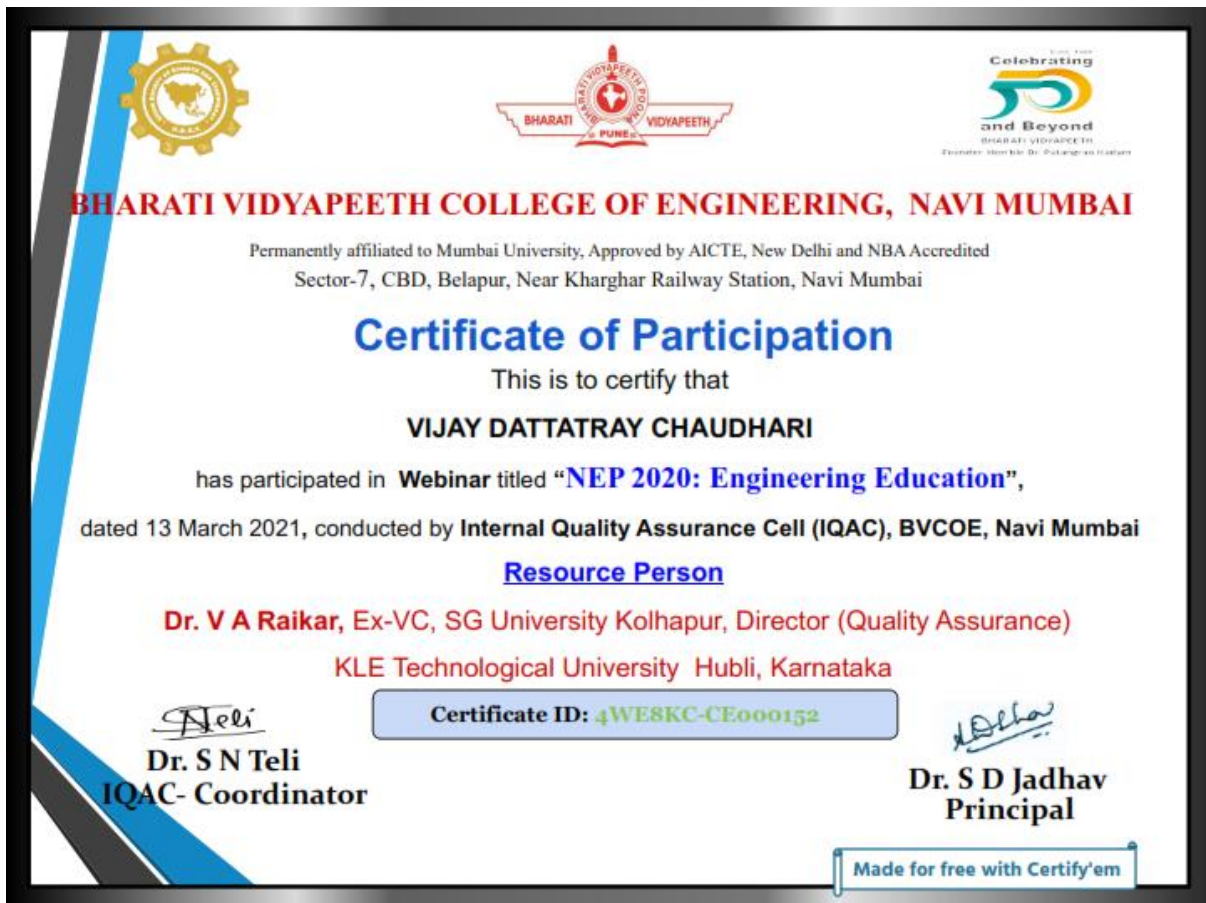 BHARATI VIDYAPEETH
BHARATI VIDYAPEETH POONA
PUNE
Celebrating
50
and Beyond
BHARATI VIDYAPEETH
BHARATI VIDYAPEETH COLLEGE OF ENGINEERING, NAVI MUMBAI
Permanently affiliated to Mumbai University, Approved by AICTE, New Delhi and NBA Accredited
Sector-7, CBD, Belapur, Near Kharghar Railway Station, Navi Mumbai
Certificate of Participation
This is to certify that
VIJAY DATTATRAY CHAUDHARI
has participated in Webinar titled “NEP 2020: Engineering Education”,
dated 13 March 2021, conducted by Internal Quality Assurance Cell (IQAC), BVCOE, Navi Mumbai
Resource Person
Dr. V A Raikar, Ex-VC, SG University Kolhapur, Director (Quality Assurance)
KLE Technological University Hubli, Karnataka
Certificate ID: 4WE8KC-CE000152
Teli
Dr. S N Teli
IQAC- Coordinator
Dr. S D Jadhav
Principal
Made for free with Certify'em